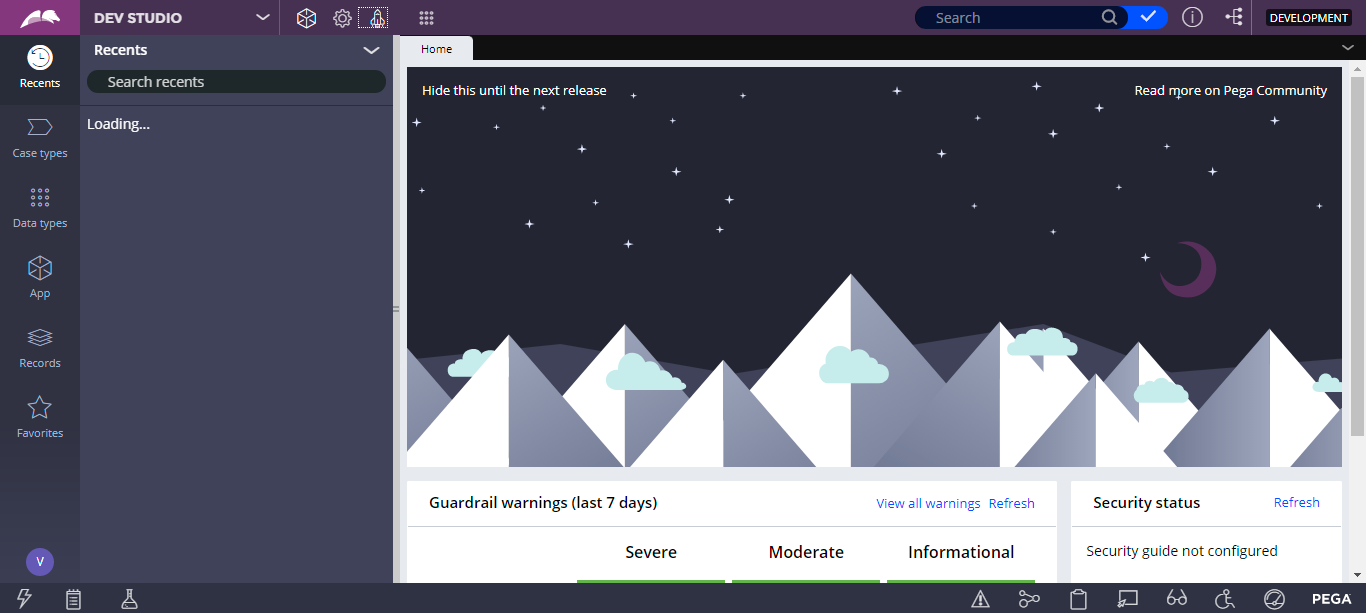 DEV STUDIO
Search
DEVELOPMENT
Recents
Recents
Search recents
Loading...
Case types
Data types
App
Records
Favorites
V
Home
Hide this until the next release
Read more on Pega Community
Guardrail warnings (last 7 days)
View all warnings Refresh
Severe Moderate Informational
Security status
Refresh
Security guide not configured
PEGA